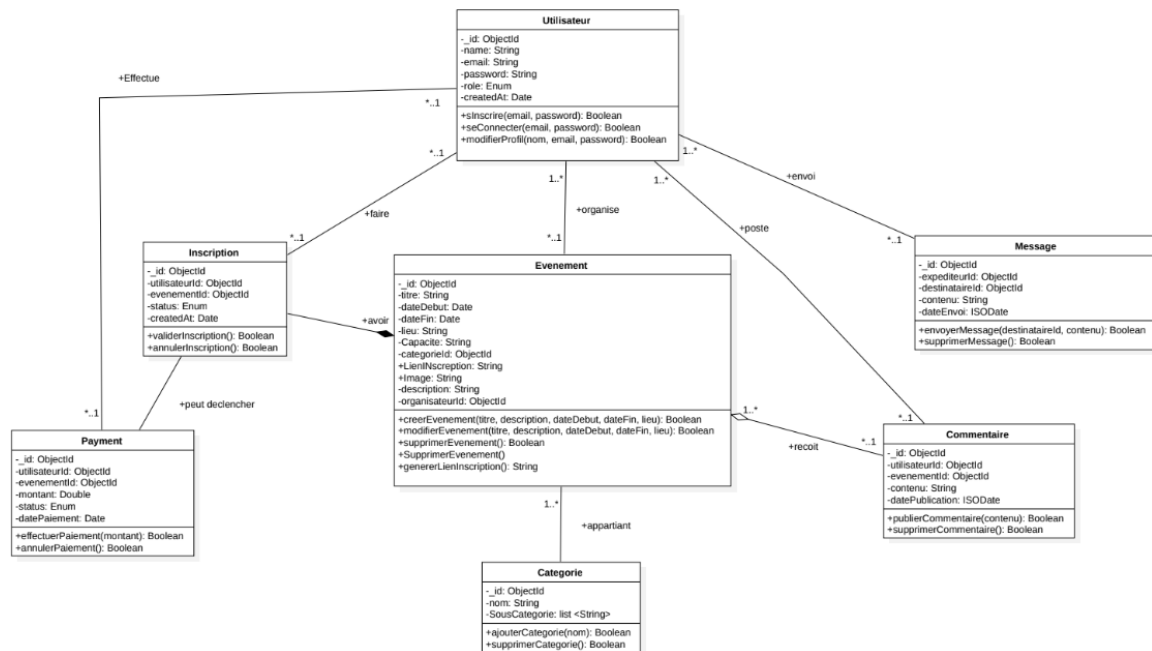 Utilisateur
-_id: ObjectId
-name: String
-email: String
-password: String
-role: Enum
-createdAt: Date
+sInscrire(email, password): Boolean
+seConnecter(email, password): Boolean
+modifierProfil(nom, email, password): Boolean
+Effectue
*..1
*..1
*..1
+faire
*..1
1..*
+organise
*..1
1..*
+poste
*..1
1..*
+envoi
*..1
Inscription
-_id: ObjectId
-utilisateurId: ObjectId
-evenementId: ObjectId
-status: Enum
-createdAt: Date
+validerInscription(): Boolean
+annulerInscription(): Boolean
+avoir
Evenement
-_id: ObjectId
-titre: String
-dateDebut: Date
-dateFin: Date
-lieu: String
-Capacite: String
-categorieId: ObjectId
+LienINscreption: String
+Image: String
-description: String
-organisateurId: ObjectId
+creerEvenement(titre, description, dateDebut, dateFin, lieu): Boolean
+modifierEvenement(titre, description, dateDebut, dateFin, lieu): Boolean
+supprimerEvenement(): Boolean
+SupprimerEvenement()
+genererLienInscription(): String
Message
-_id: ObjectId
-expediteurId: ObjectId
-destinataireId: ObjectId
-contenu: String
-dateEnvoi: ISODate
+envoyerMessage(destinataireId, contenu): Boolean
+supprimerMessage(): Boolean
+peut declencher
Payment
-_id: ObjectId
-utilisateurId: ObjectId
-evenementId: ObjectId
-montant: Double
-status: Enum
-datePaiement: Date
+effectuerPaiement(montant): Boolean
+annulerPaiement(): Boolean
1..*
+recoit
*..1
Commentaire
-_id: ObjectId
-utilisateurId: ObjectId
-evenementId: ObjectId
-contenu: String
-datePublication: ISODate
+publierCommentaire(contenu): Boolean
+supprimerCommentaire(): Boolean
1..*
+appartiant
Categorie
-_id: ObjectId
-nom: String
-SousCategorie: list <String>
+ajouterCategorie(nom): Boolean
+supprimerCategorie(): Boolean